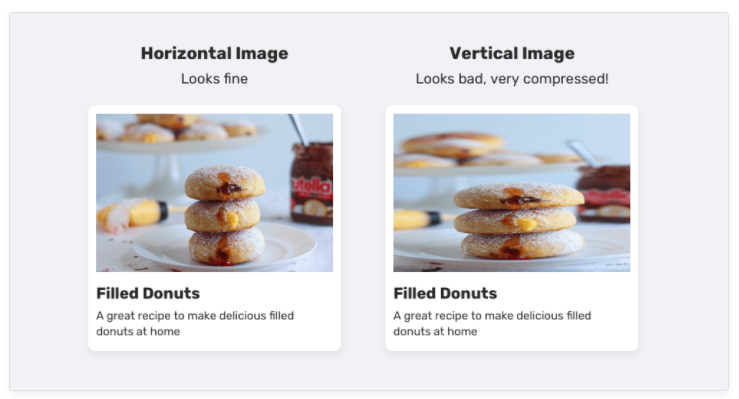 Horizontal Image
Looks fine
Vertical Image
Looks bad, very compressed!
nutella
Filled Donuts
A great recipe to make delicious filled
donuts at home
Filled Donuts
A great recipe to make delicious filled
donuts at home